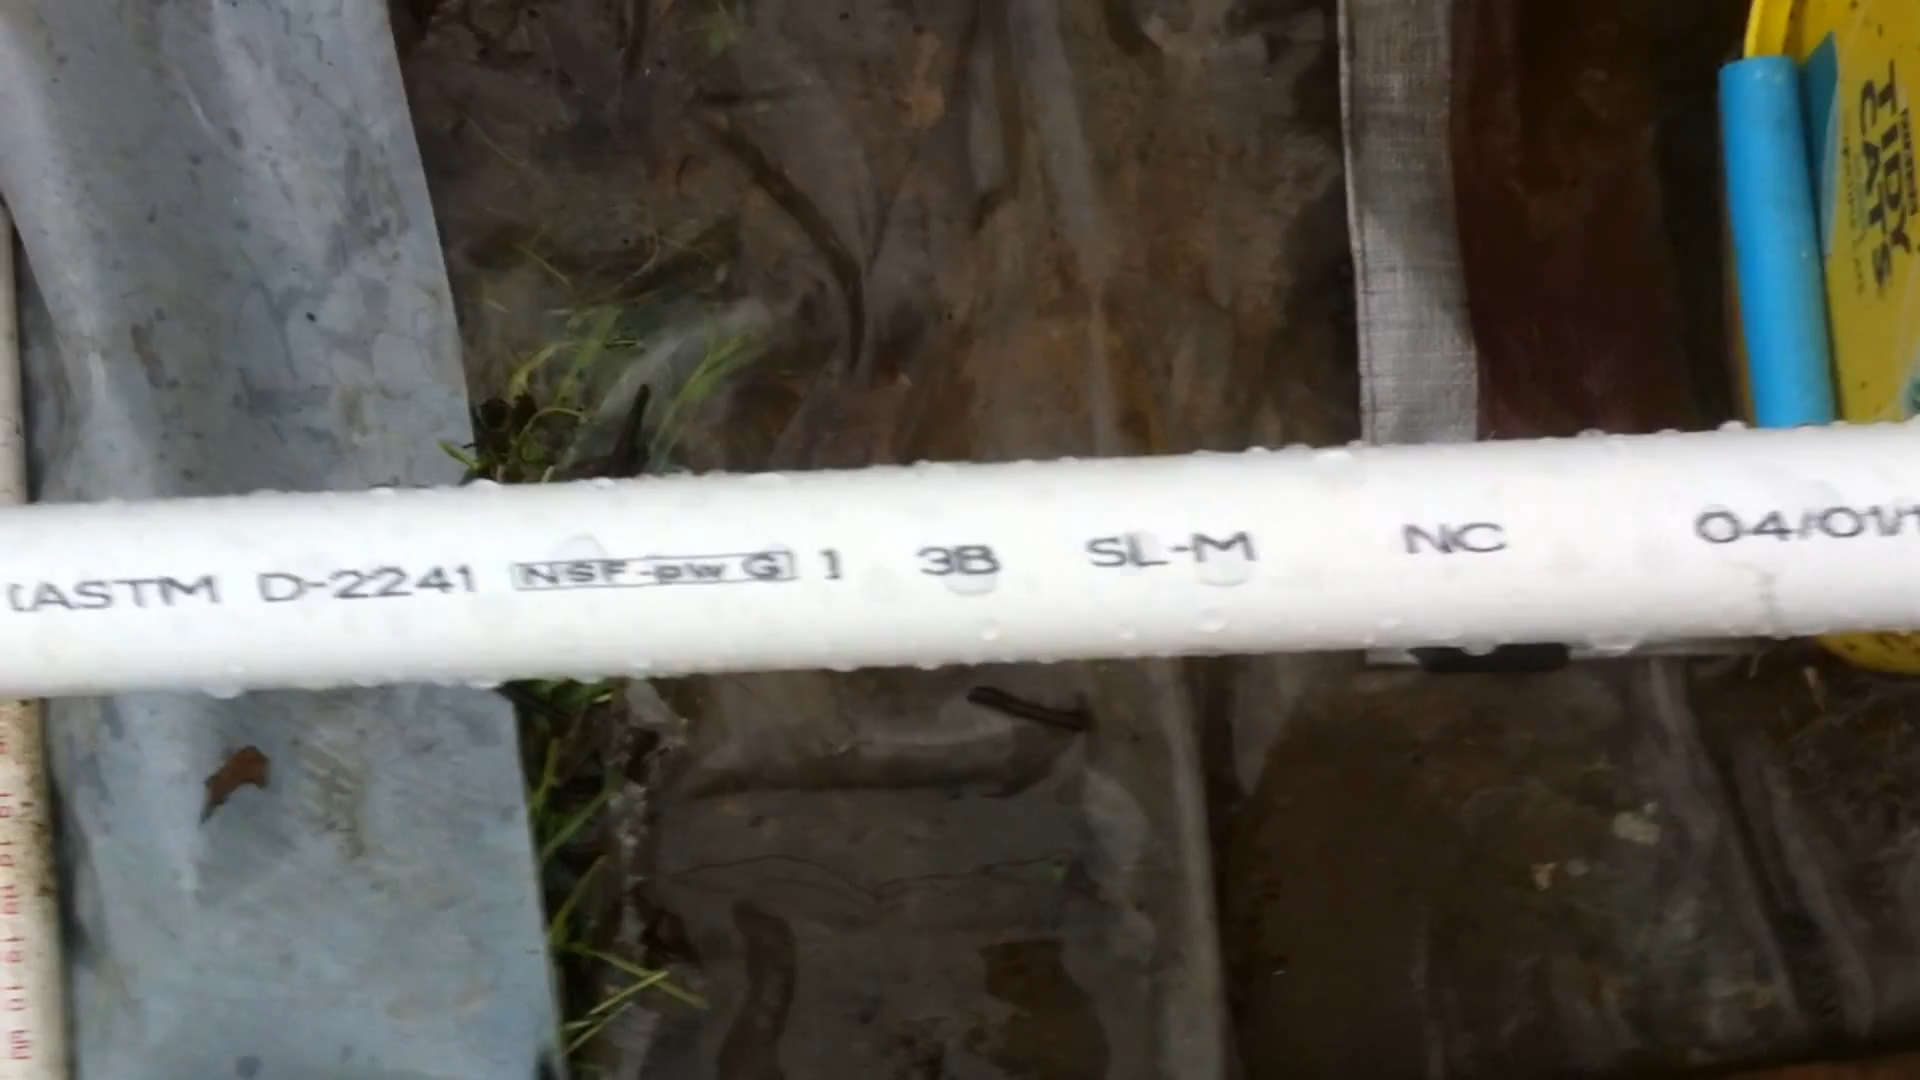 [ASTM D-2241 NSF-pw G ] 3B SL-M NC 04/01/1
TIDY
CATS